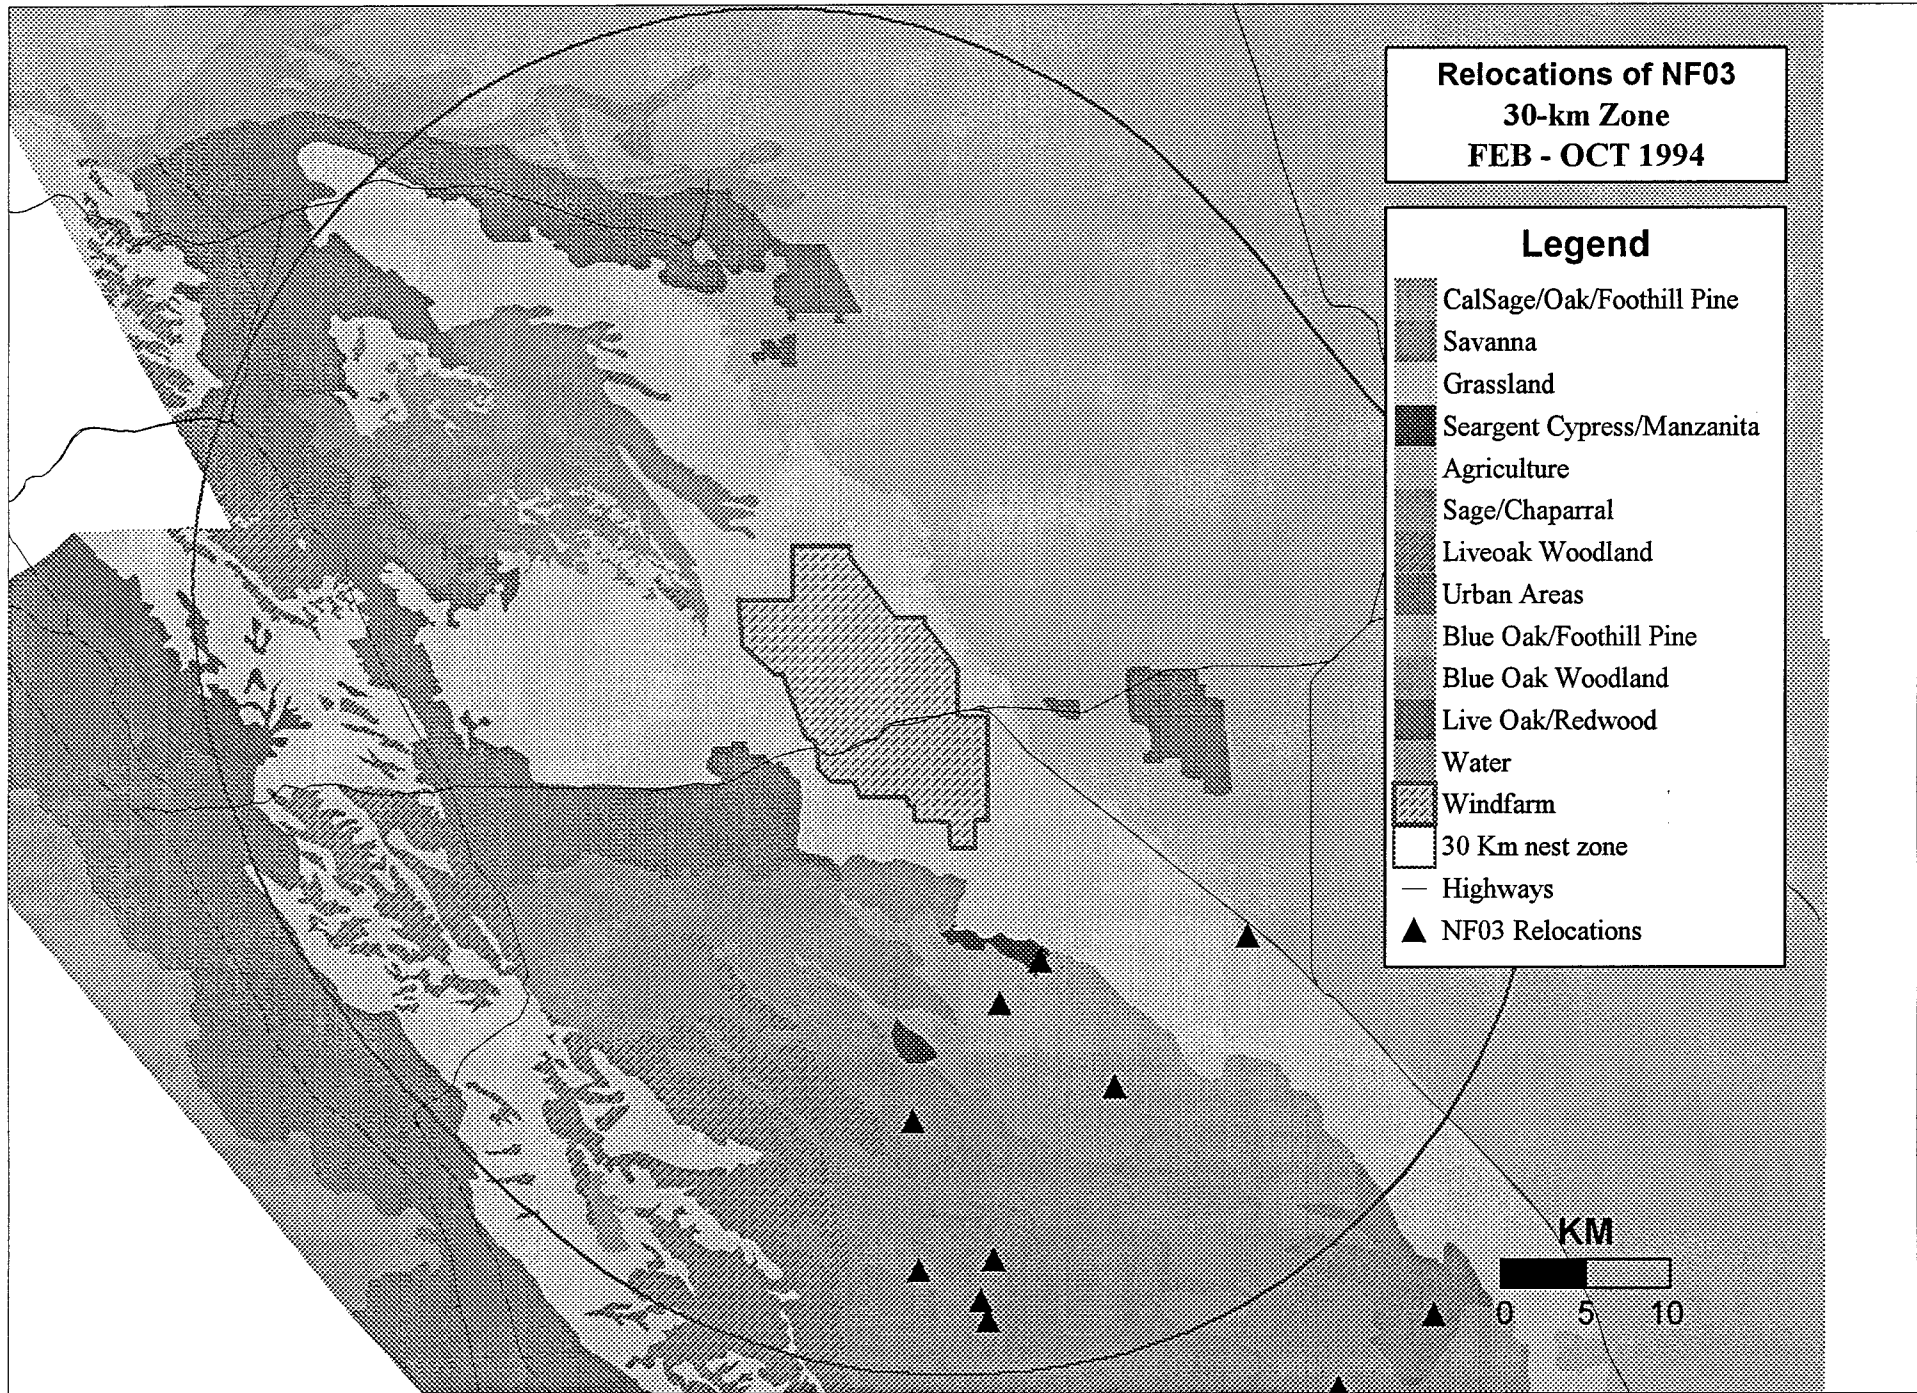 Relocations of NF03
30-km Zone
FEB - OCT 1994
Legend
CalSage/Oak/Foothill Pine
Savanna
Grassland
Seargent Cypress/Manzanita
Agriculture
Sage/Chaparral
Liveoak Woodland
Urban Areas
Blue Oak/Foothill Pine
Blue Oak Woodland
Live Oak/Redwood
Water
Windfarm
30 Km nest zone
Highways
NF03 Relocations
KM
0 5 10